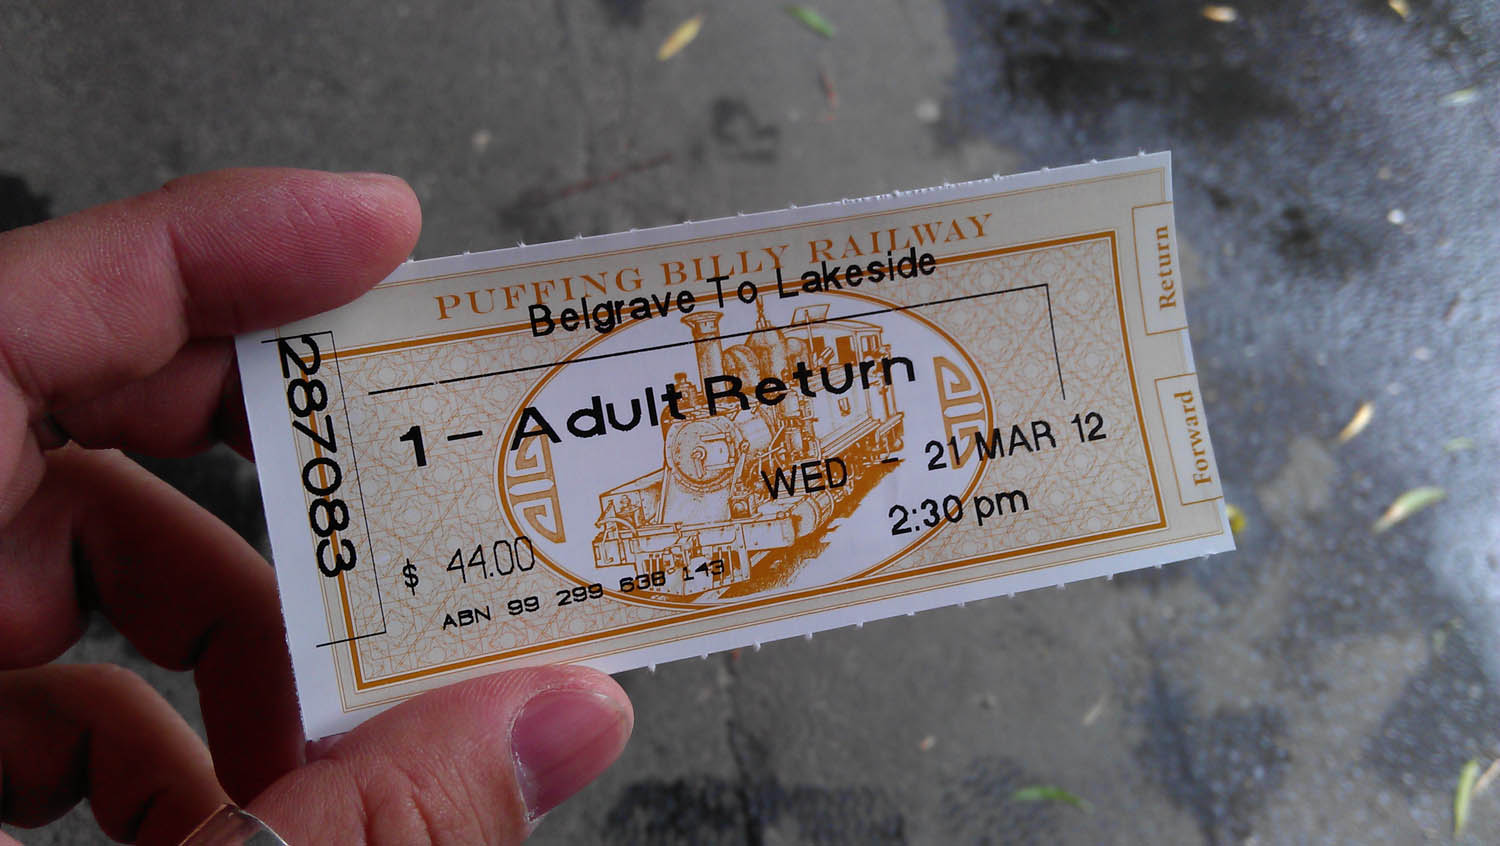 PUFFING BILLY RAILWAY
Belgrave To Lakeside
1 - Adult Return
WED - 21 MAR 12
2:30 pm
$ 44.00
ABN 99 299 638 143
287083
Return
Forward